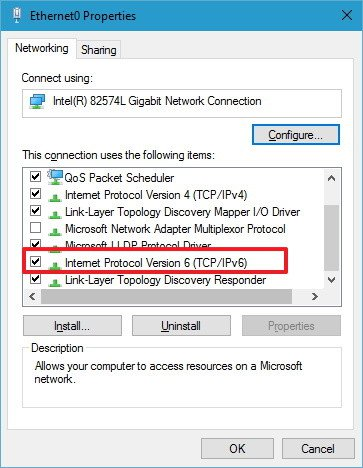 Ethernet0 Properties
Networking
Sharing
Connect using:
Intel(R) 82574L Gigabit Network Connection
Configure...
This connection uses the following items:
QoS Packet Scheduler
Internet Protocol Version 4 (TCP/IPv4)
Link-Layer Topology Discovery Mapper I/O Driver
Microsoft Network Adapter Multiplexor Protocol
Microsoft LLDP Protocol Driver
Internet Protocol Version 6 (TCP/IPv6)
Link-Layer Topology Discovery Responder
Install...
Uninstall
Properties
Description
Allows your computer to access resources on a Microsoft
network.
OK
Cancel